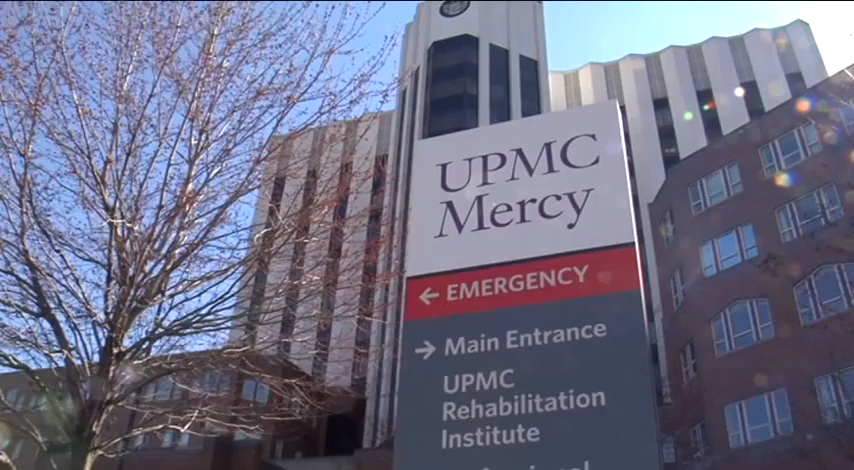 UPMC
Mercy
← EMERGENCY
→ Main Entrance
UPMC
Rehabilitation
Institute